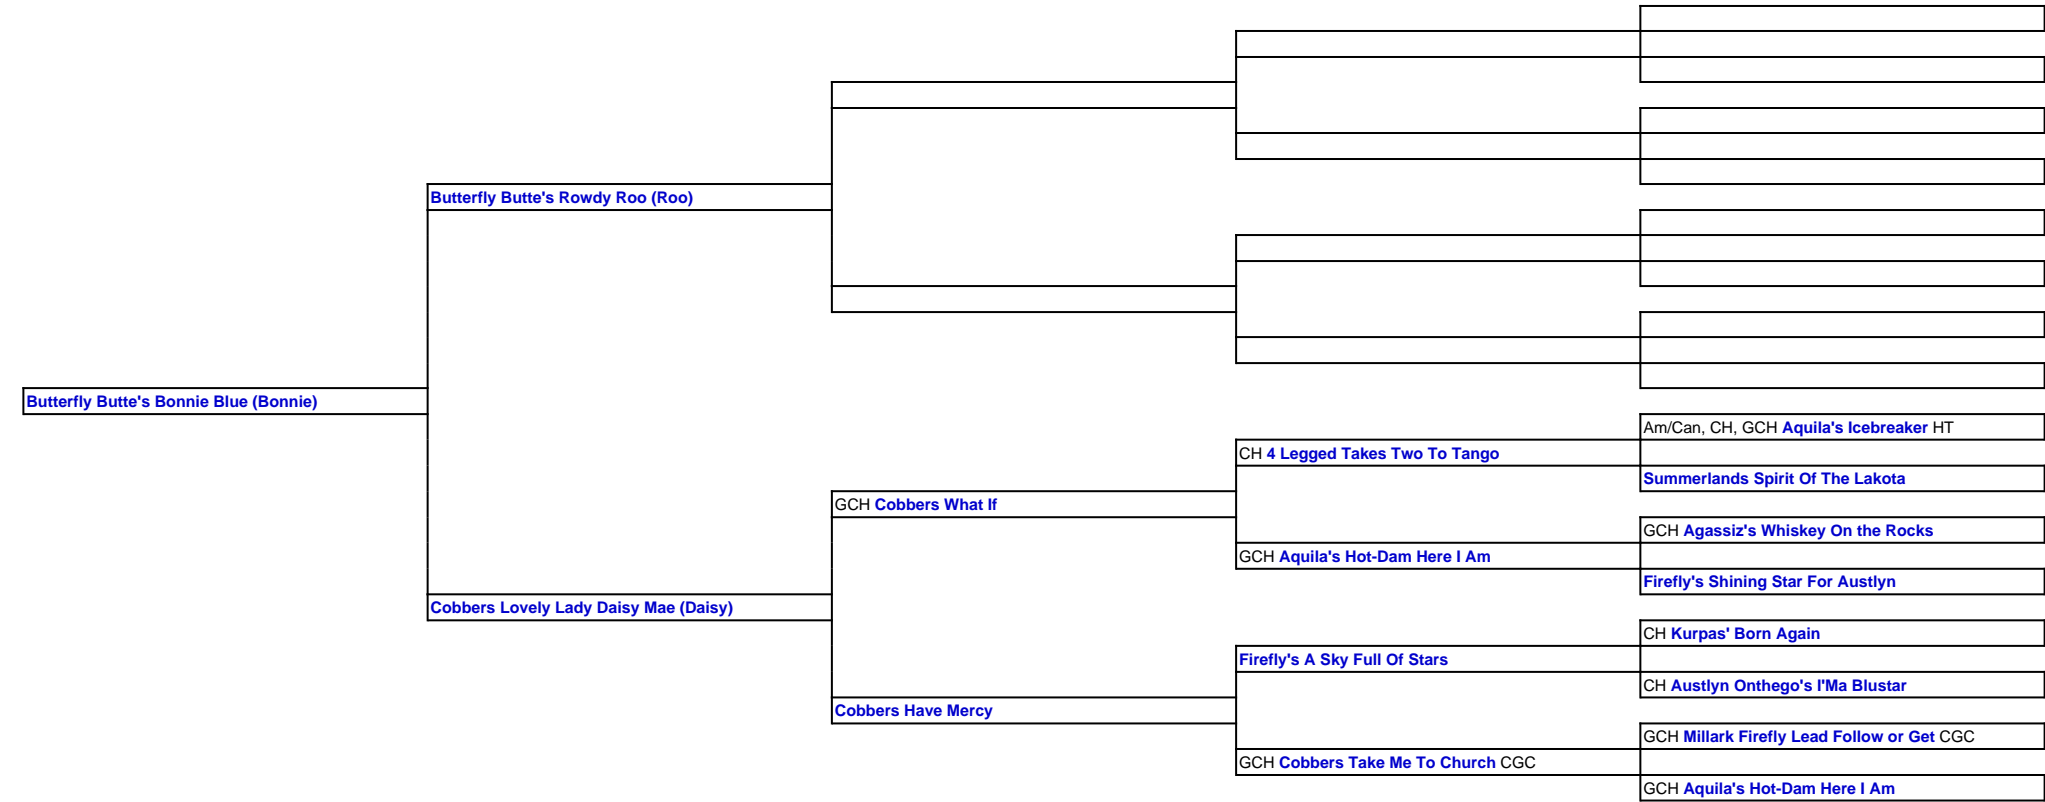 Butterfly Butte's Rowdy Roo (Roo)
Butterfly Butte's Bonnie Blue (Bonnie)
Am/Can, CH, GCH Aquila's Icebreaker HT
CH 4 Legged Takes Two To Tango
Summerlands Spirit Of The Lakota
GCH Cobbers What If
GCH Agassiz's Whiskey On the Rocks
GCH Aquila's Hot-Dam Here I Am
Firefly's Shining Star For Austlyn
Cobbers Lovely Lady Daisy Mae (Daisy)
CH Kurpas' Born Again
Firefly's A Sky Full Of Stars
CH Austlyn Onthego's I'Ma Blustar
Cobbers Have Mercy
GCH Millark Firefly Lead Follow or Get CGC
GCH Cobbers Take Me To Church CGC
GCH Aquila's Hot-Dam Here I Am